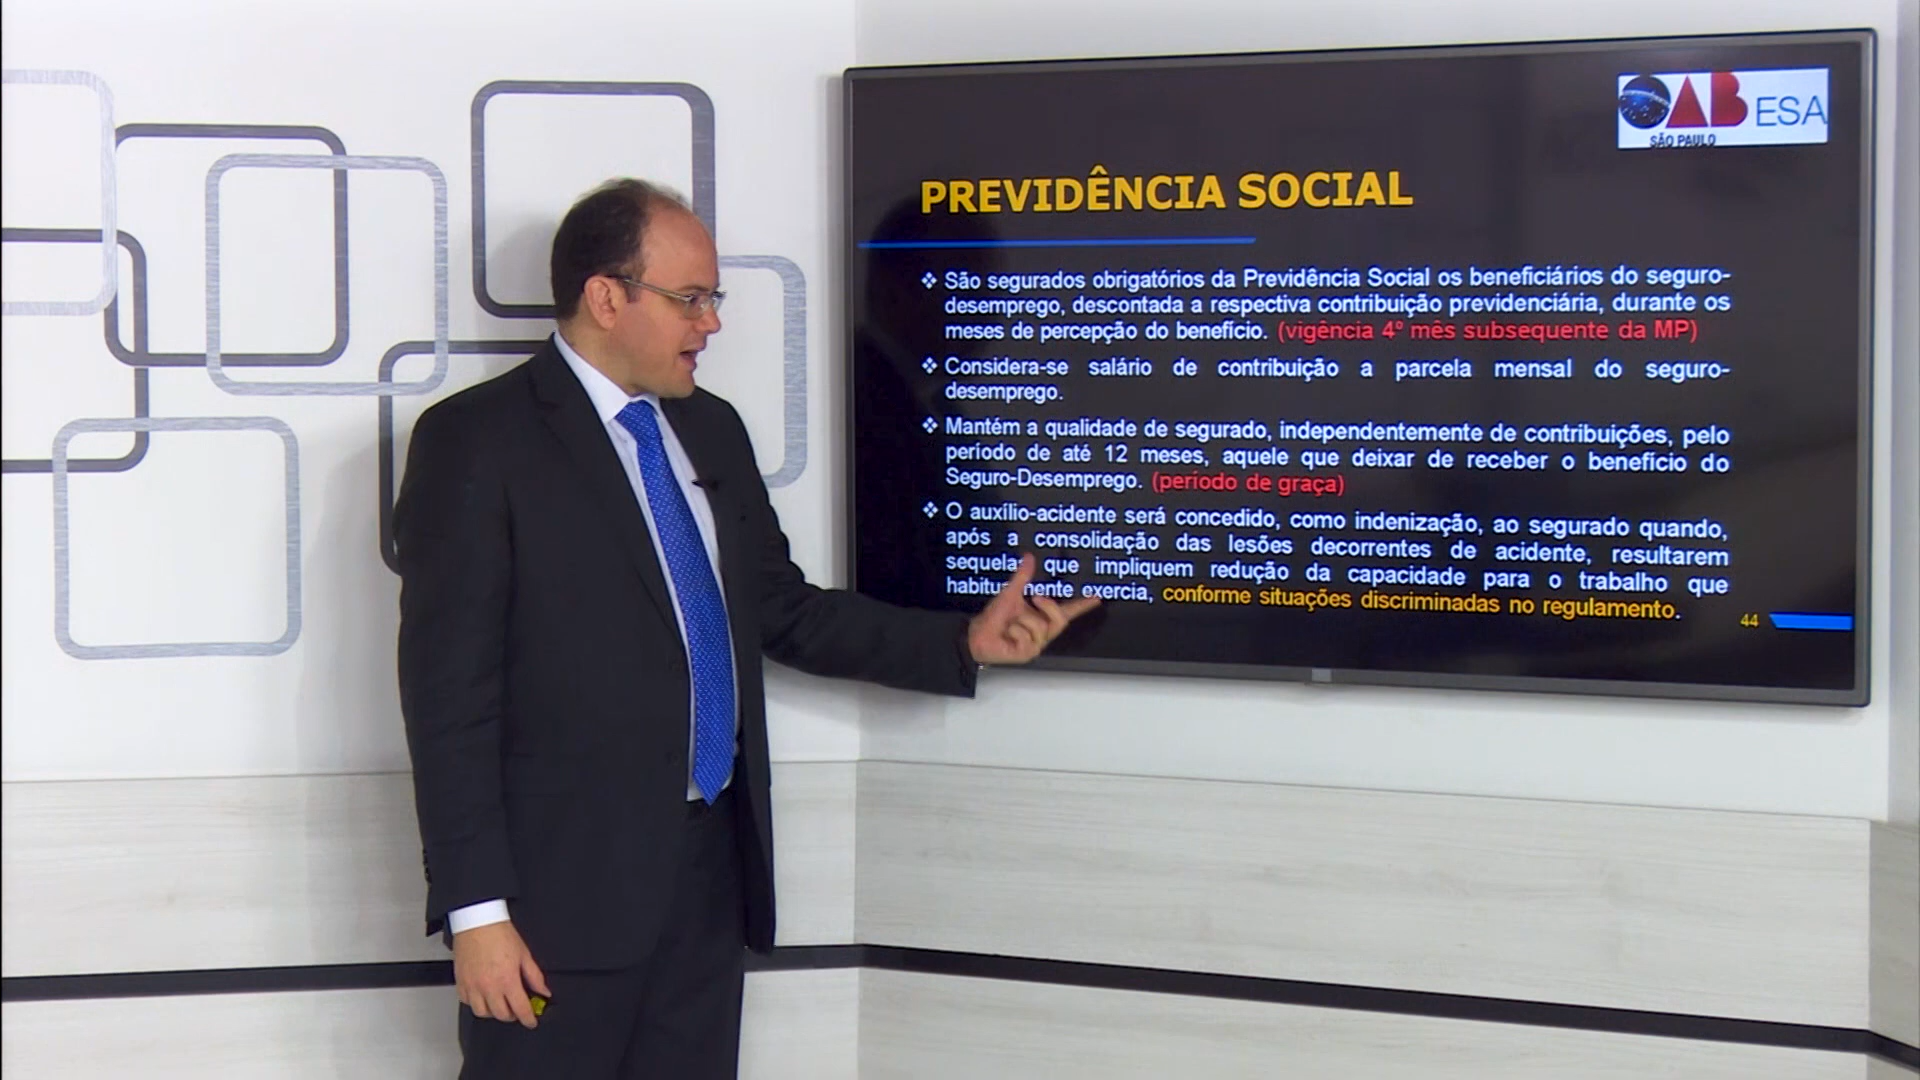 OAB ESA
SÃO PAULO
PREVIDÊNCIA SOCIAL
❖ São segurados obrigatórios da Previdência Social os beneficiários do seguro-
desemprego, descontada a respectiva contribuição previdenciária, durante os
meses de percepção do benefício. (vigência 4º mês subsequente da MP)
❖ Considera-se salário de contribuição a parcela mensal do seguro-
desemprego.
❖ Mantém a qualidade de segurado, independentemente de contribuições, pelo
período de até 12 meses, aquele que deixar de receber o benefício do
Seguro-Desemprego. (período de graça)
❖ O auxílio-acidente será concedido, como indenização, ao segurado quando,
após a consolidação das lesões decorrentes de acidente, resultarem
que impliquem redução da capacidade para o trabalho que
exercia, conforme situações discriminadas no regulamento.
44